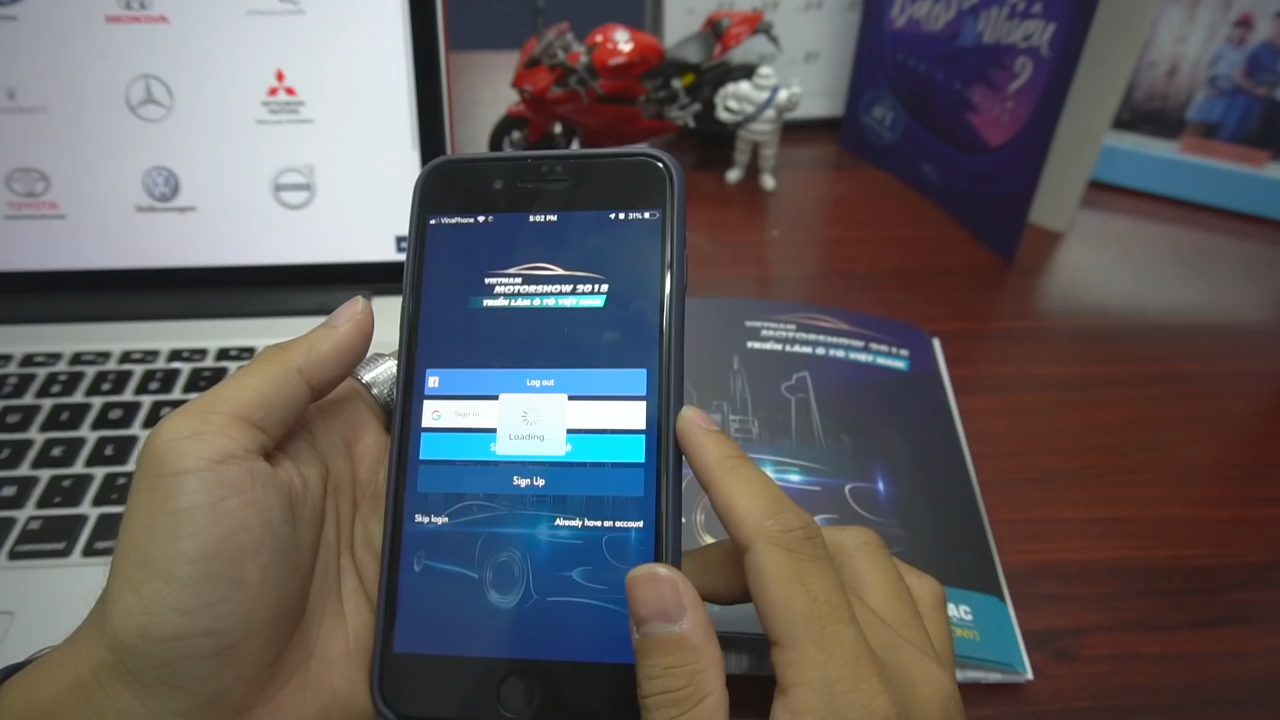 HONDA
MITSUBISHI
MOTORS
TOYOTA
Volkswagen
VinaPhone
5:02 PM
31%
VIETNAM
MOTORSHOW 2018
TRIỂN LÃM Ô TÔ VIỆT NAM
Log out
Sign in
Loading...
Sign Up
Skip login
Already have an account
VIETNAM
MOTORSHOW 2018
TRIỂN LÃM Ô TÔ VIỆT NAM
#1